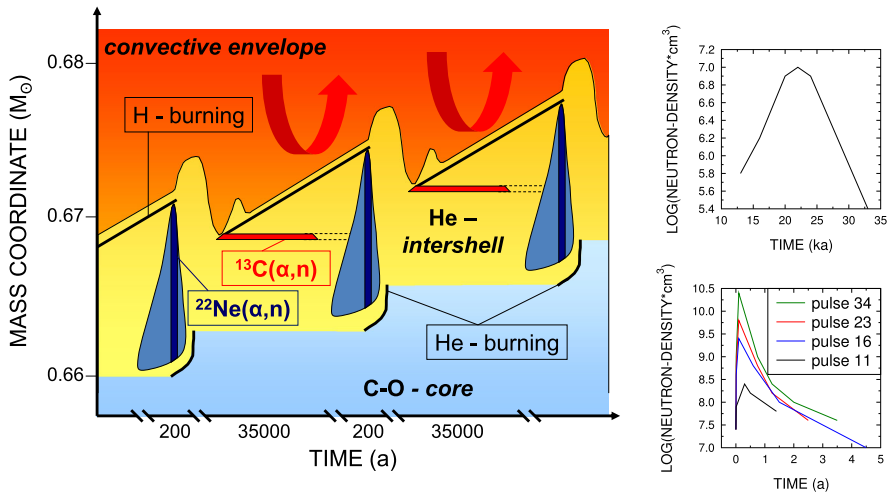 convective envelope
H - burning
He –
intershell
¹³C(α,n)
²²Ne(α,n)
He - burning
C-O - core
MASS COORDINATE (M☉)
0.68
0.67
0.66
200
35000
200
35000
TIME (a)
LOG(NEUTRON-DENSITY*cm³)
7.2
7.0
6.8
6.6
6.4
6.2
6.0
5.8
5.6
5.4
10 15 20 25 30 35
TIME (ka)
LOG(NEUTRON-DENSITY*cm³)
10.5
10.0
9.5
9.0
8.5
8.0
7.5
7.0
pulse 34
pulse 23
pulse 16
pulse 11
0 1 2 3 4 5
TIME (a)